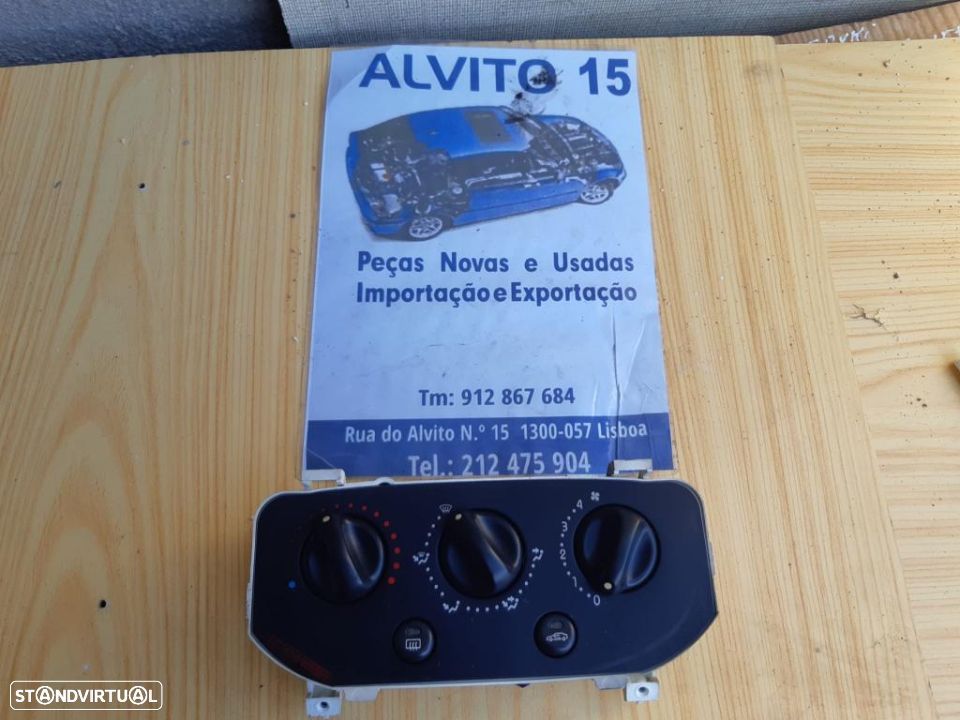 ALVITO 15
Peças Novas e Usadas
Importação e Exportação
Tm: 912 867 684
Rua do Alvito N.º 15 1300-057 Lisboa
Tel.: 212 475 904
4
3
2
1
0
STANDVIRTUAL